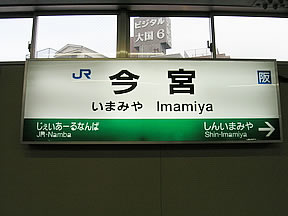 ビジタル
大国6
JR 今宮 阪
いまみや Imamiya
じぇいあーるなんば しんいまみや
JR-Namba Shin-Imamiya